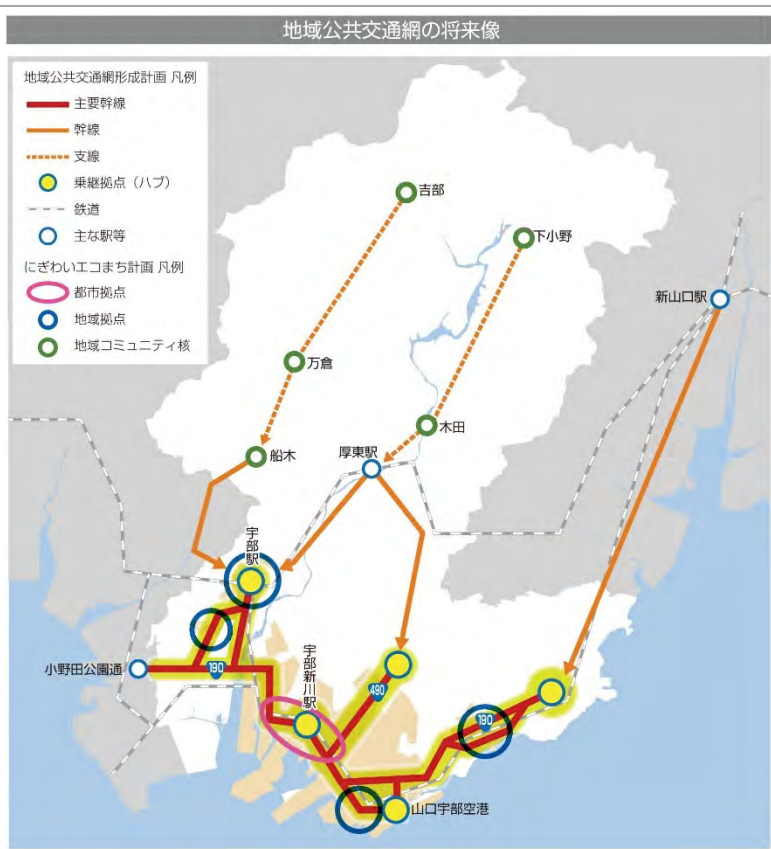 地域公共交通網の将来像
地域公共交通網形成計画 凡例
主要幹線
幹線
支線
乗継拠点（ハブ）
鉄道
主な駅等
にぎわいエコまち計画 凡例
都市拠点
地域拠点
地域コミュニティ核
吉部
下小野
新山口駅
万倉
木田
船木
厚東駅
宇部駅
小野田公園通
190
宇部新川駅
490
190
山口宇部空港